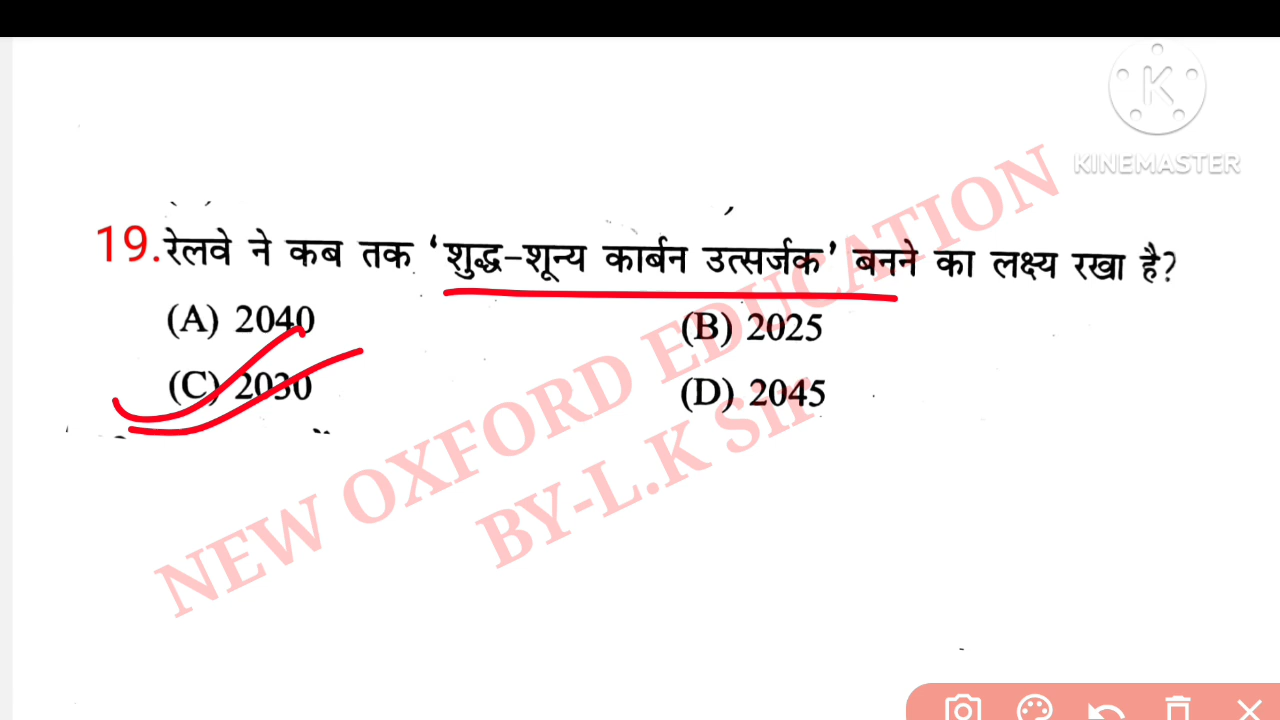 K
KINEMASTER
19. रेलवे ने कब तक 'शुद्ध-शून्य कार्बन उत्सर्जक' बनने का लक्ष्य रखा है?
(A) 2040
(B) 2025
(C) 2030
(D) 2045
NEW OXFORD EDUCATION
BY-L.K Sir